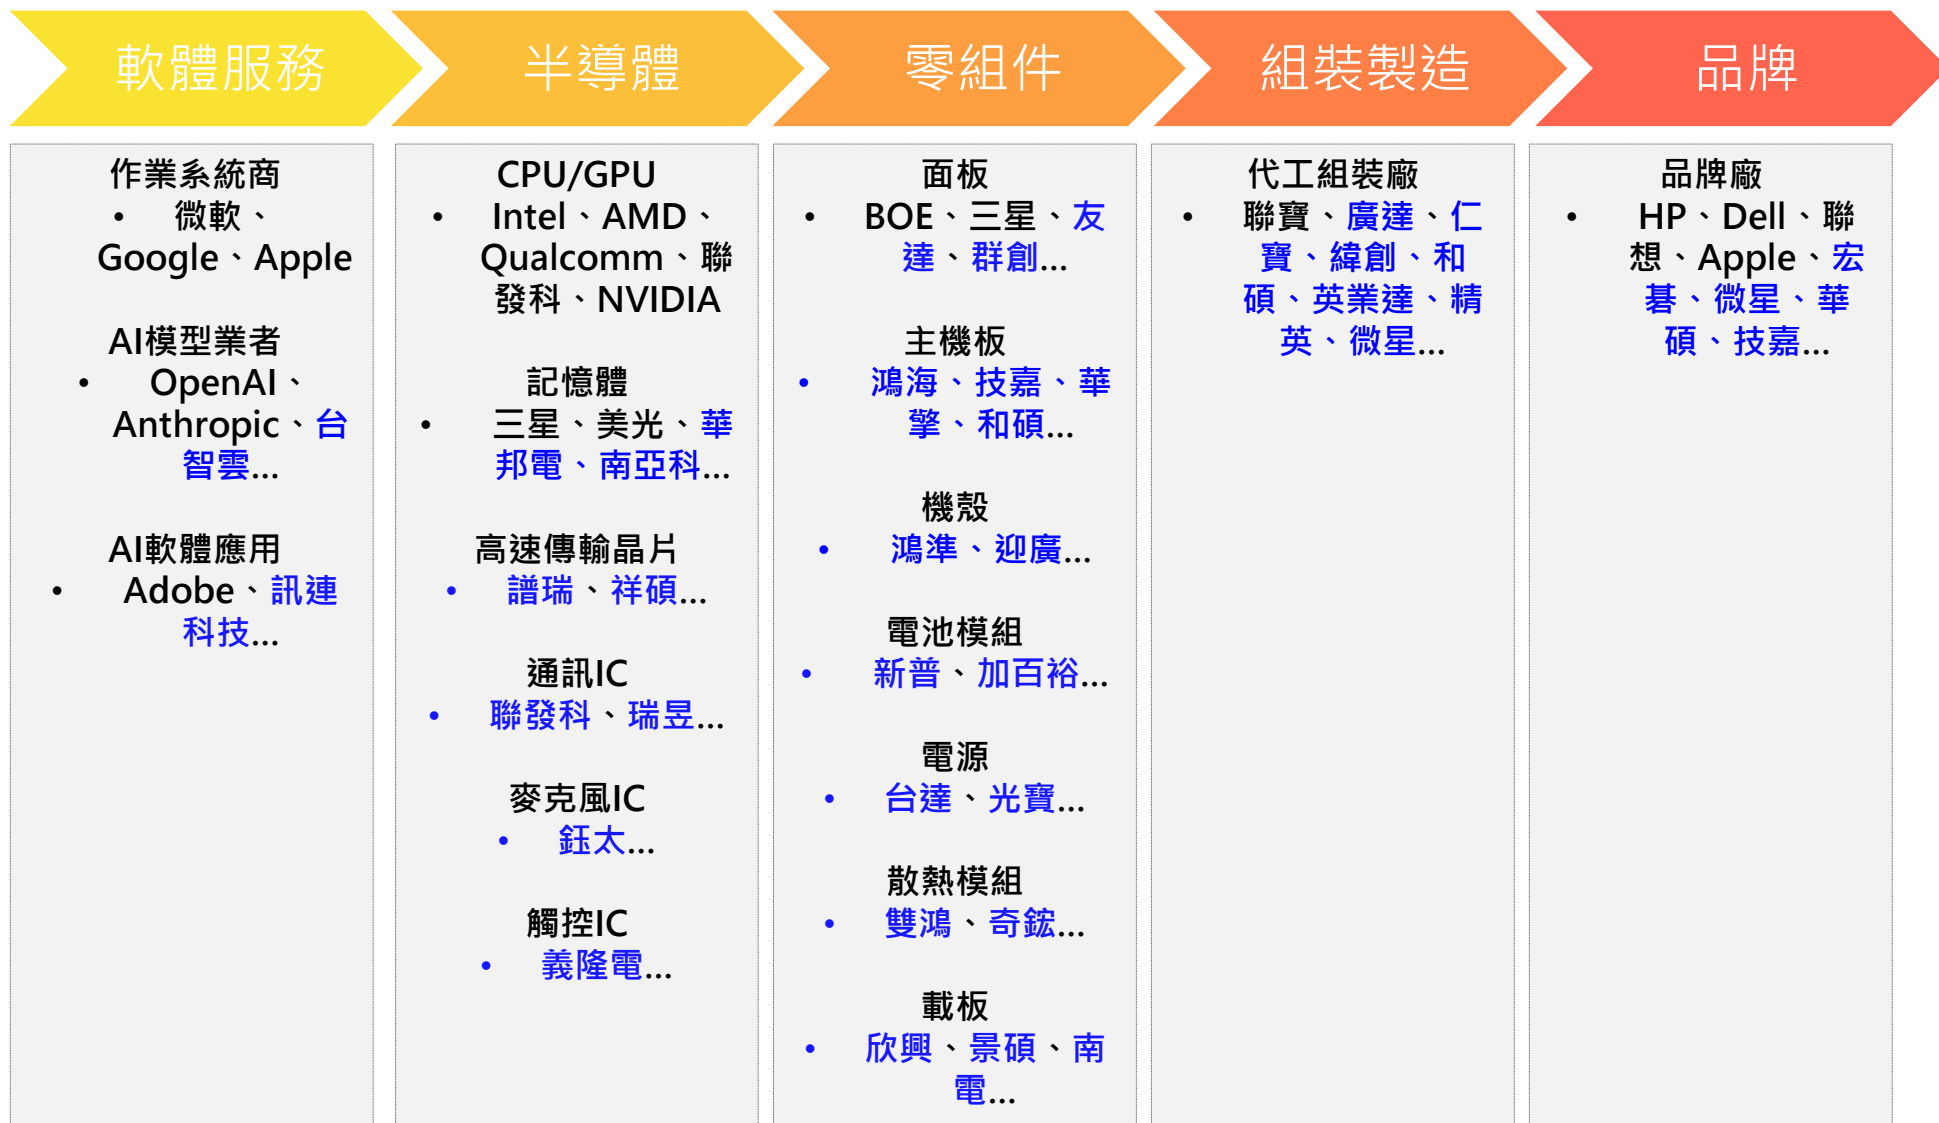 軟體服務
半導體
零組件
組裝製造
品牌
作業系統商
• 微軟、
Google、Apple
AI模型業者
• OpenAI、
Anthropic、台
智雲...
AI軟體應用
• Adobe、訊連
科技...
CPU/GPU
• Intel、AMD、
Qualcomm、聯
發科、NVIDIA
記憶體
• 三星、美光、華
邦電、南亞科...
高速傳輸晶片
• 譜瑞、祥碩...
通訊IC
• 聯發科、瑞昱...
麥克風IC
• 鈺太...
觸控IC
• 義隆電...
面板
• BOE、三星、友
達、群創...
主機板
• 鴻海、技嘉、華
擎、和碩...
機殼
• 鴻準、迎廣...
電池模組
• 新普、加百裕...
電源
• 台達、光寶...
散熱模組
• 雙鴻、奇鋐...
載板
• 欣興、景碩、南
電...
代工組裝廠
• 聯寶、廣達、仁
寶、緯創、和
碩、英業達、精
英、微星...
品牌廠
• HP、Dell、聯
想、Apple、宏
碁、微星、華
碩、技嘉...